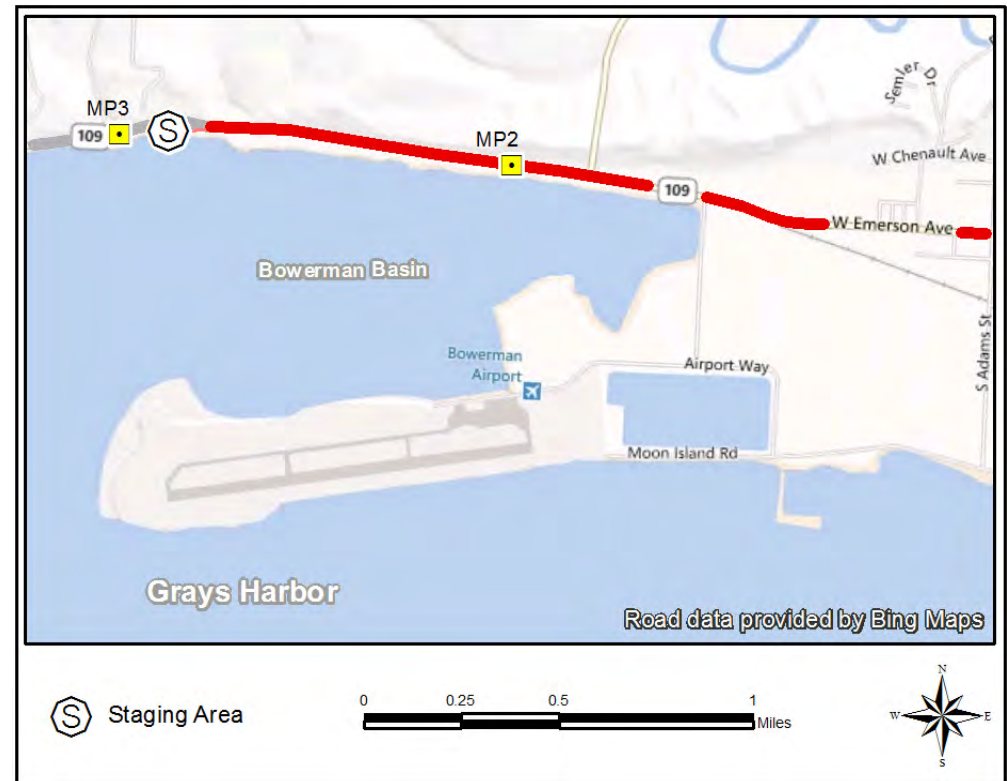 Semler Dr
MP3
109
S
MP2
W Chenault Ave
109
W Emerson Ave
Bowerman Basin
Bowerman
Airport
Airport Way
S Adams St
Moon Island Rd
Grays Harbor
Road data provided by Bing Maps
S Staging Area
0 0.25 0.5 1
Miles
N
W E
S